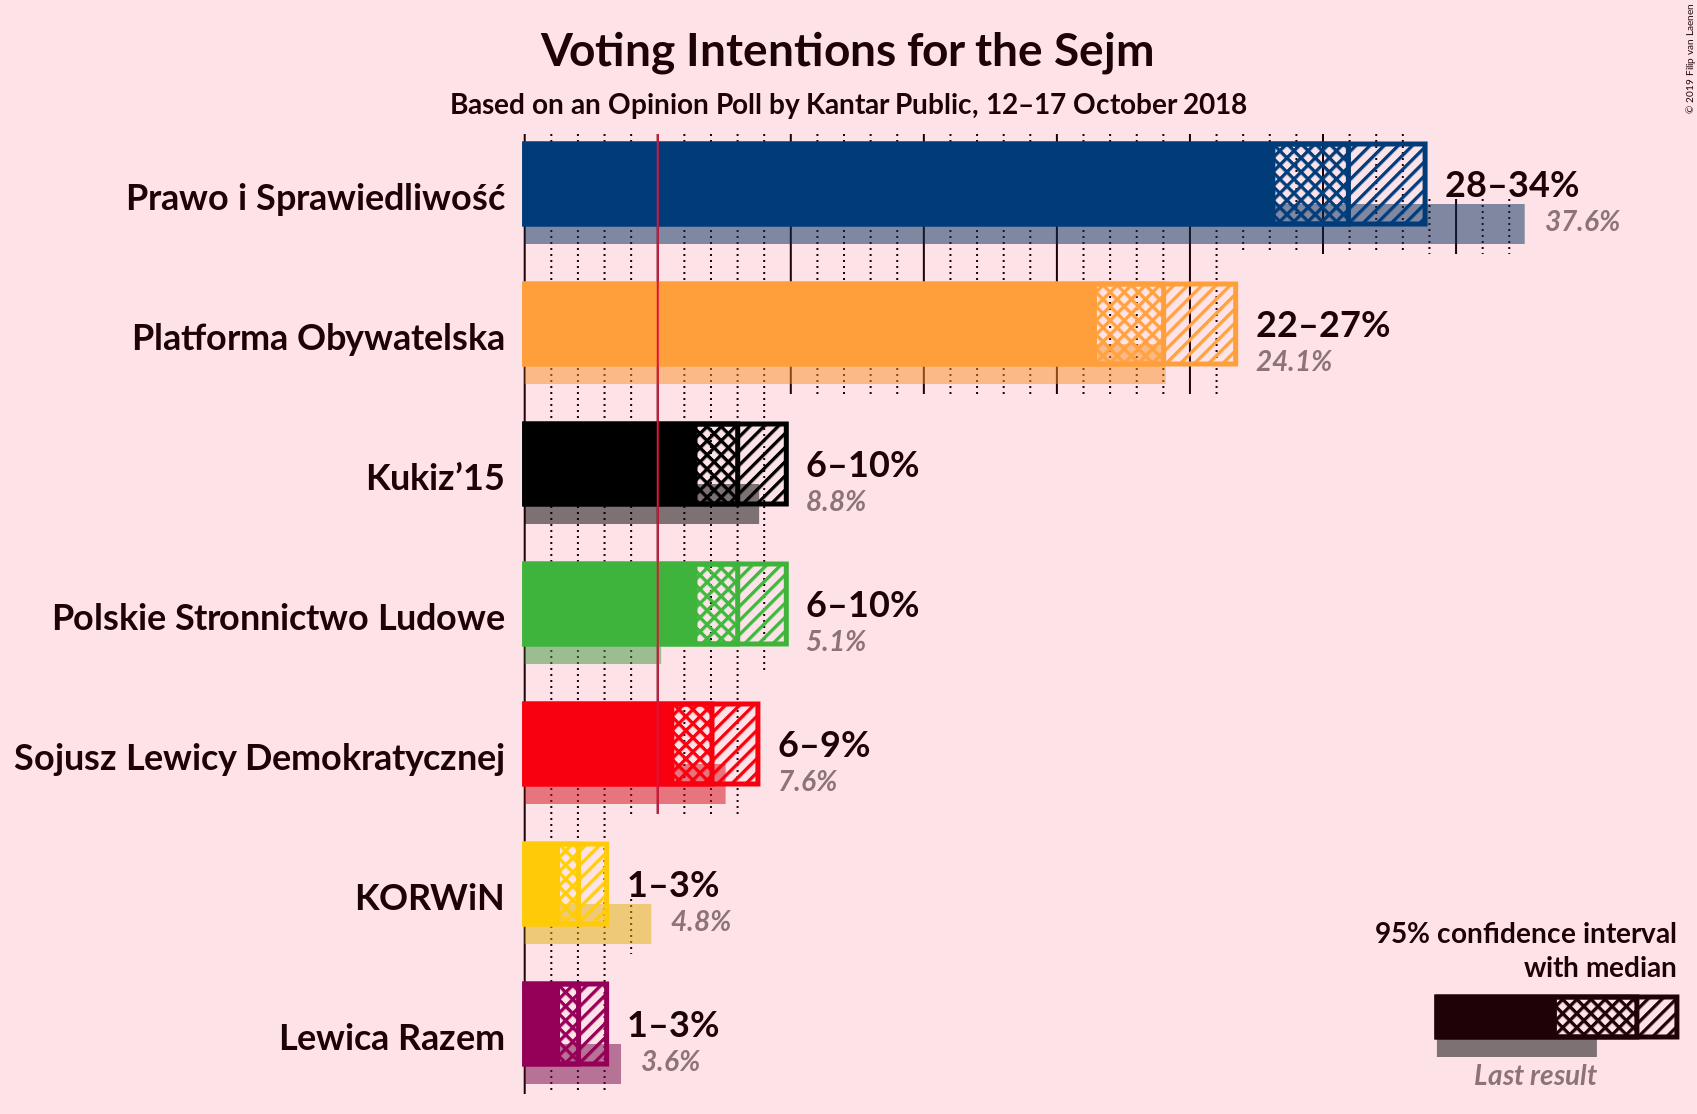 Voting Intentions for the Sejm
Based on an Opinion Poll by Kantar Public, 12–17 October 2018
© 2019 Filip van Laenen
Prawo i Sprawiedliwość
28–34%
37.6%
Platforma Obywatelska
22–27%
24.1%
Kukiz’15
6–10%
8.8%
Polskie Stronnictwo Ludowe
6–10%
5.1%
Sojusz Lewicy Demokratycznej
6–9%
7.6%
KORWiN
1–3%
4.8%
Lewica Razem
1–3%
3.6%
95% confidence interval
with median
Last result